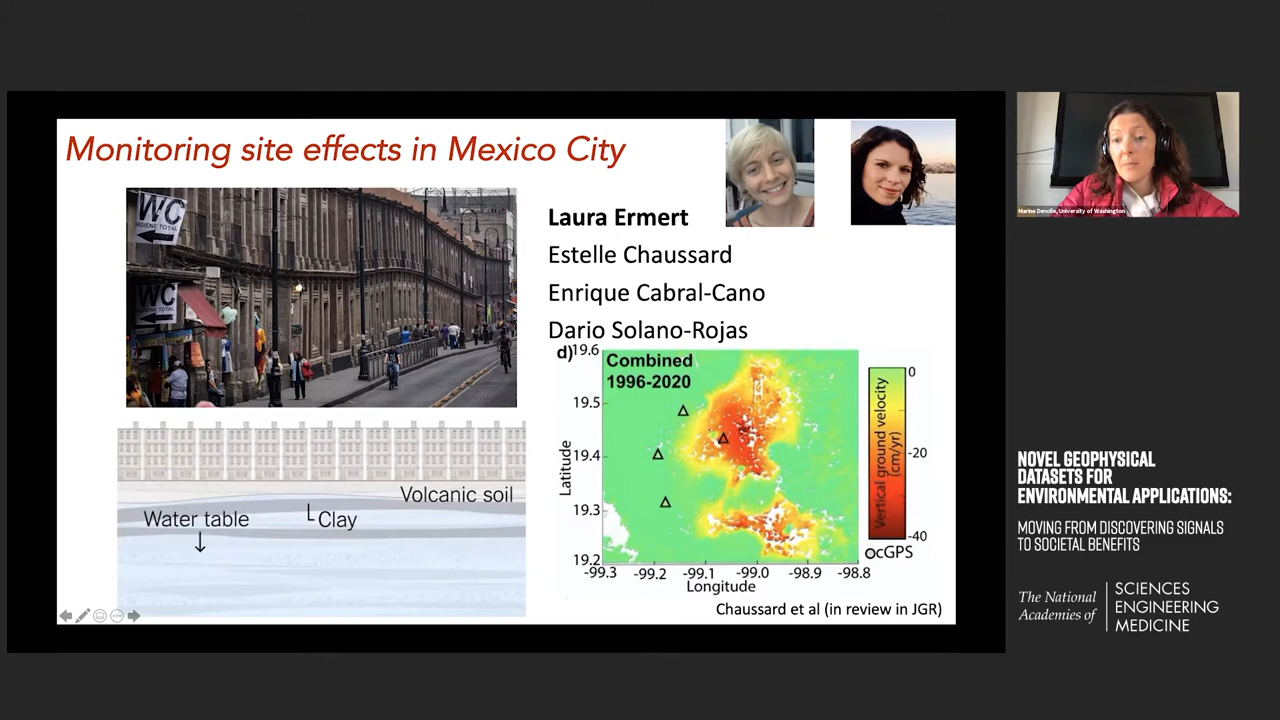 Monitoring site effects in Mexico City
WC
HIGIENE TOTAL
WC
HIGIENE TOTAL
Laura Ermert
Estelle Chaussard
Enrique Cabral-Cano
Dario Solano-Rojas
Volcanic soil
Water table
Clay
d)
Combined
1996-2020
19.6
19.5
19.4
19.3
19.2
Latitude
-99.3 -99.2 -99.1 -99.0 -98.9 -98.8
Longitude
0
-20
-40
Vertical ground velocity
(cm/yr)
cGPS
Chaussard et al (in review in JGR)
Marine Denolle, University of Washington
NOVEL GEOPHYSICAL
DATASETS FOR
ENVIRONMENTAL APPLICATIONS:
MOVING FROM DISCOVERING SIGNALS
TO SOCIETAL BENEFITS
The National
Academies of
SCIENCES
ENGINEERING
MEDICINE